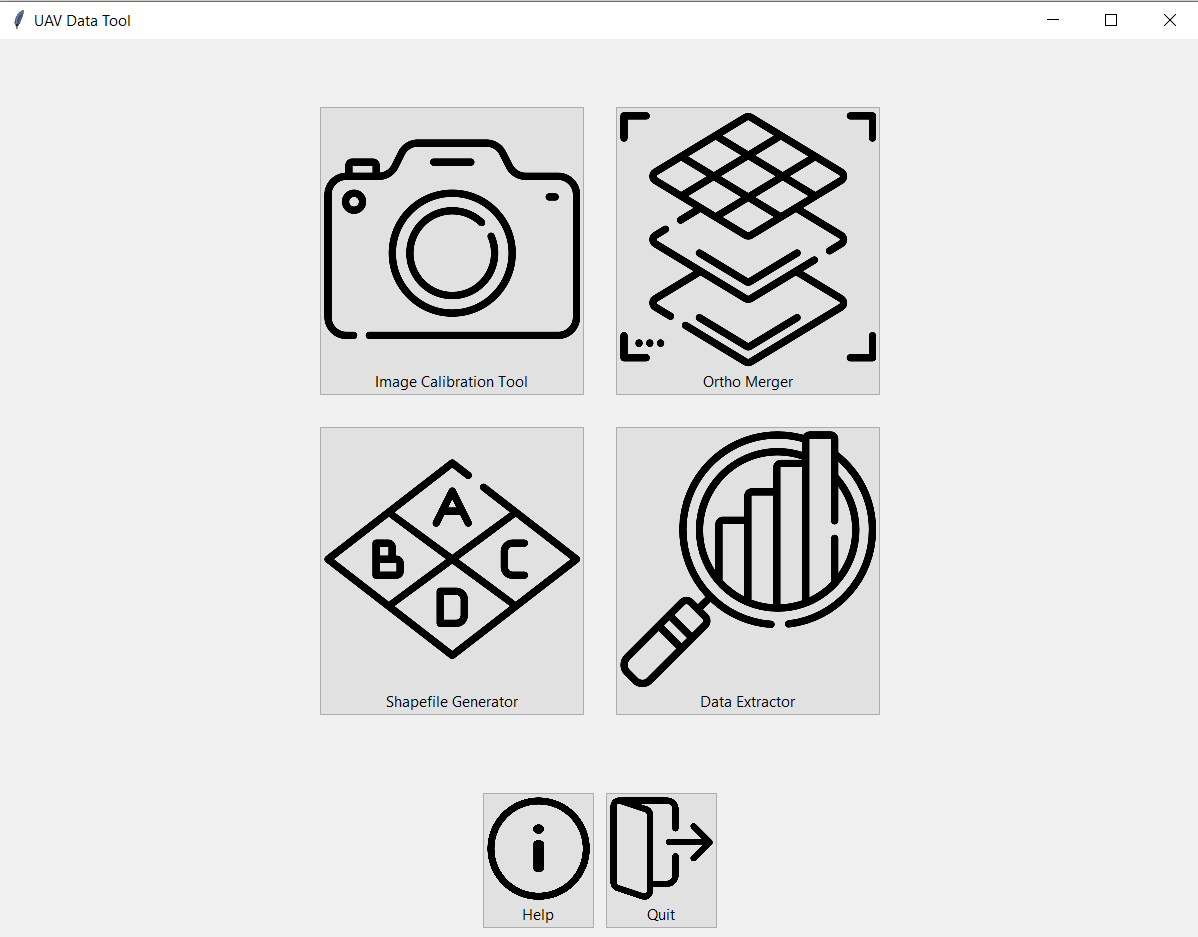 UAV Data Tool
Image Calibration Tool
Ortho Merger
A
B C
D
Shapefile Generator
Data Extractor
i
Help
Quit